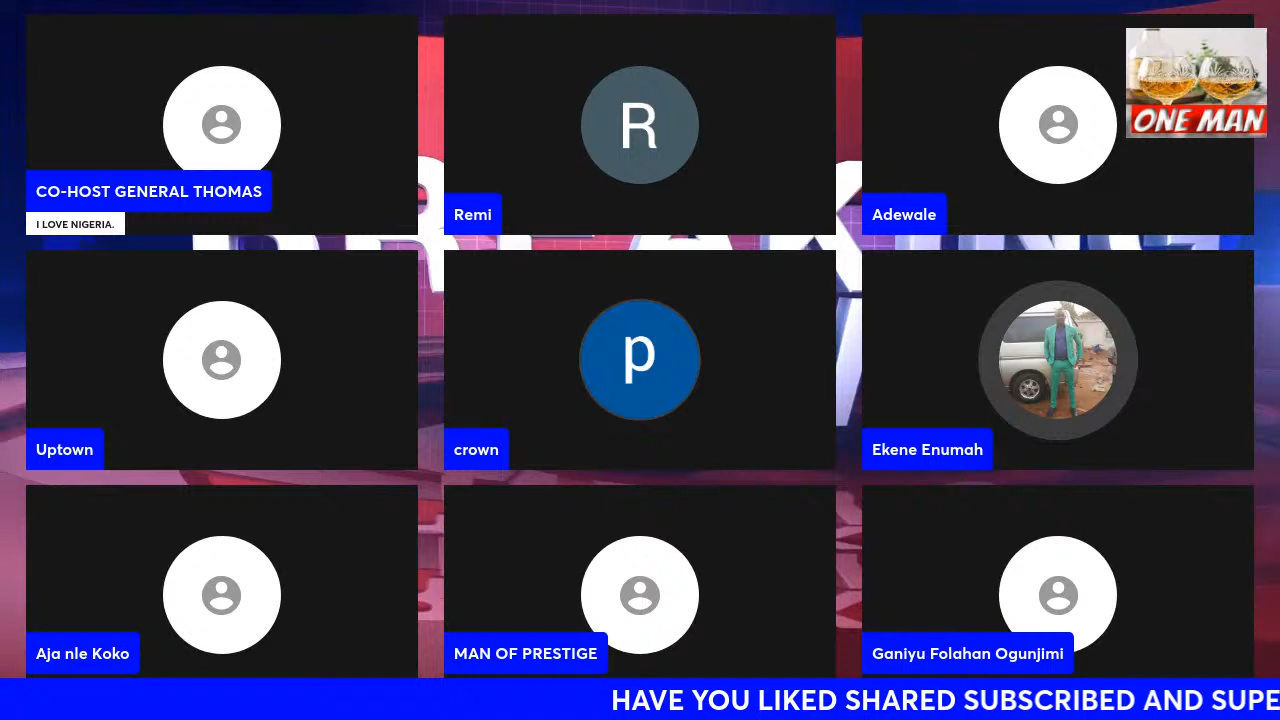 CO-HOST GENERAL THOMAS
I LOVE NIGERIA.
R
Remi
Adewale
ONE MAN
Uptown
p
crown
Ekene Enumah
Aja nle Koko
MAN OF PRESTIGE
Ganiyu Folahan Ogunjimi
HAVE YOU LIKED SHARED SUBSCRIBED AND SUPE